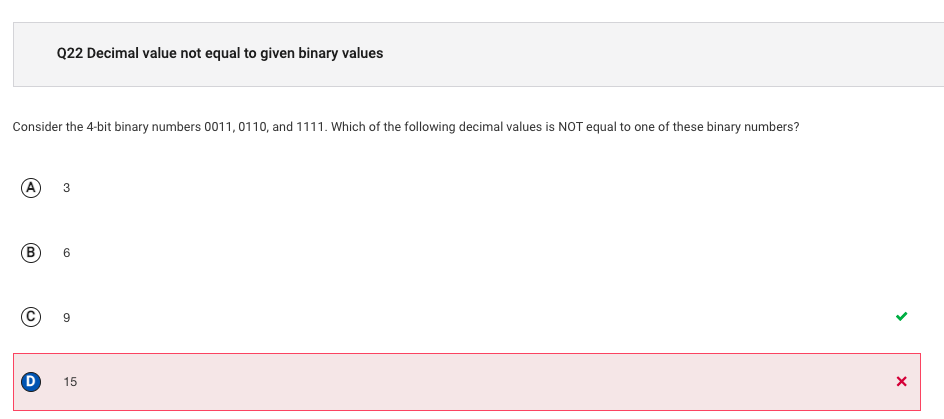 Q22 Decimal value not equal to given binary values
Consider the 4-bit binary numbers 0011, 0110, and 1111. Which of the following decimal values is NOT equal to one of these binary numbers?
A 3
B 6
C 9
D 15